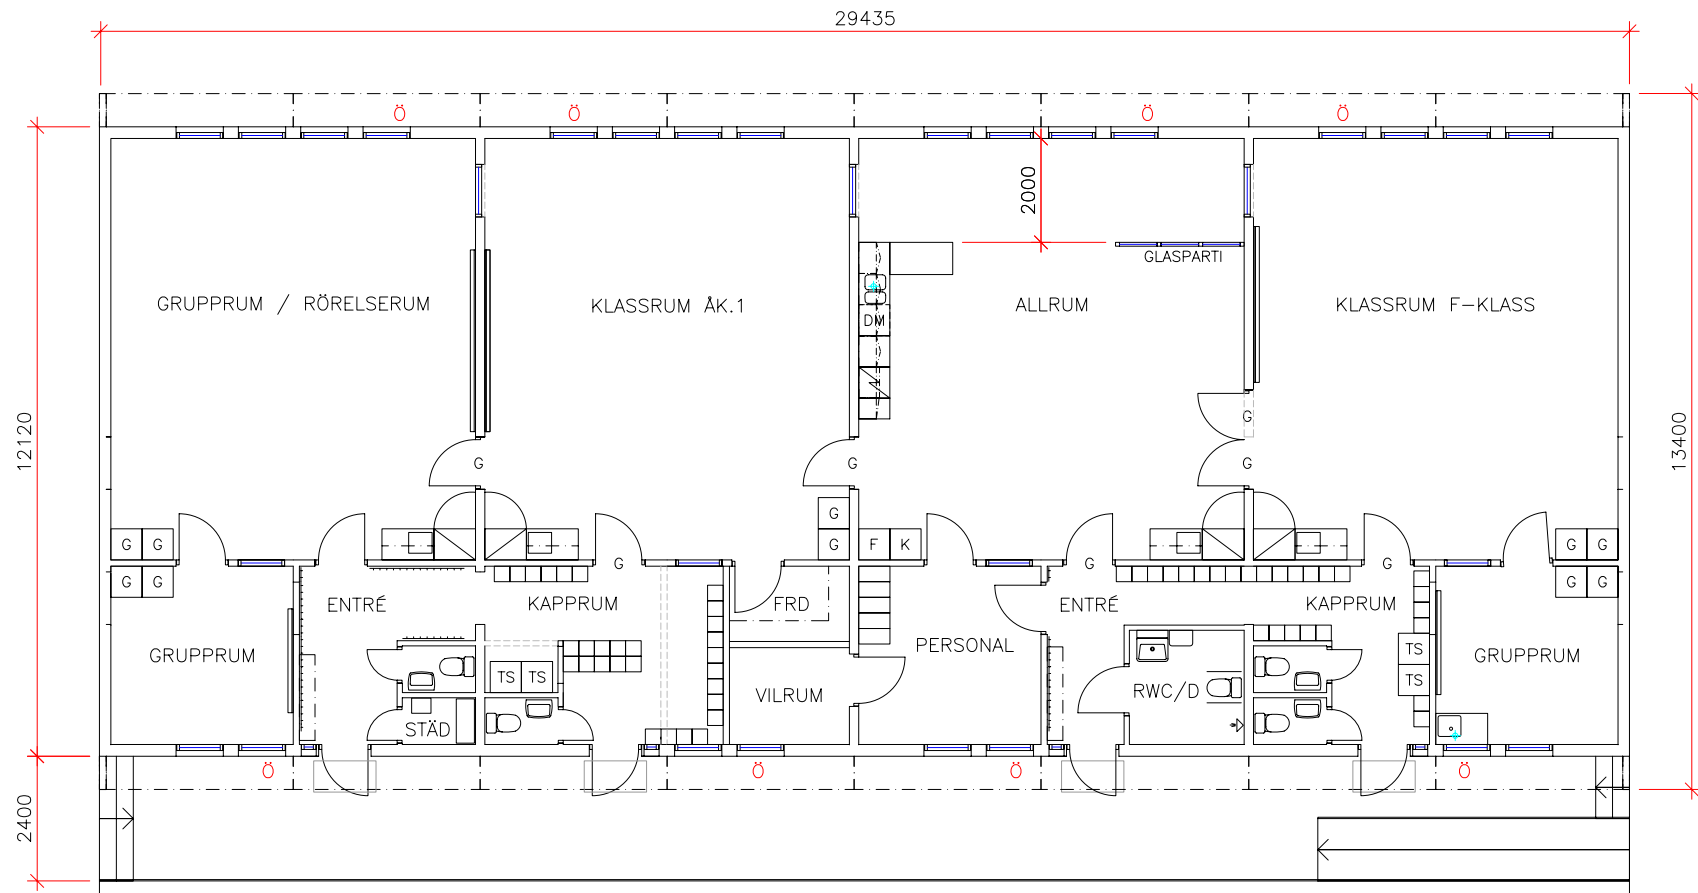 29435
Ö Ö Ö Ö
2000
GLASPARTI
GRUPPRUM / RÖRELSERUM
KLASSRUM ÅK.1
ALLRUM
KLASSRUM F-KLASS
DM
12120
13400
G
G G G
G
G G G F K G G
G G G
G G G G
ENTRÉ KAPPRUM FRD ENTRÉ KAPPRUM
PERSONAL
GRUPPRUM TS GRUPPRUM
TS TS TS
VILRUM RWC/D
STÄD
Ö Ö Ö Ö
2400